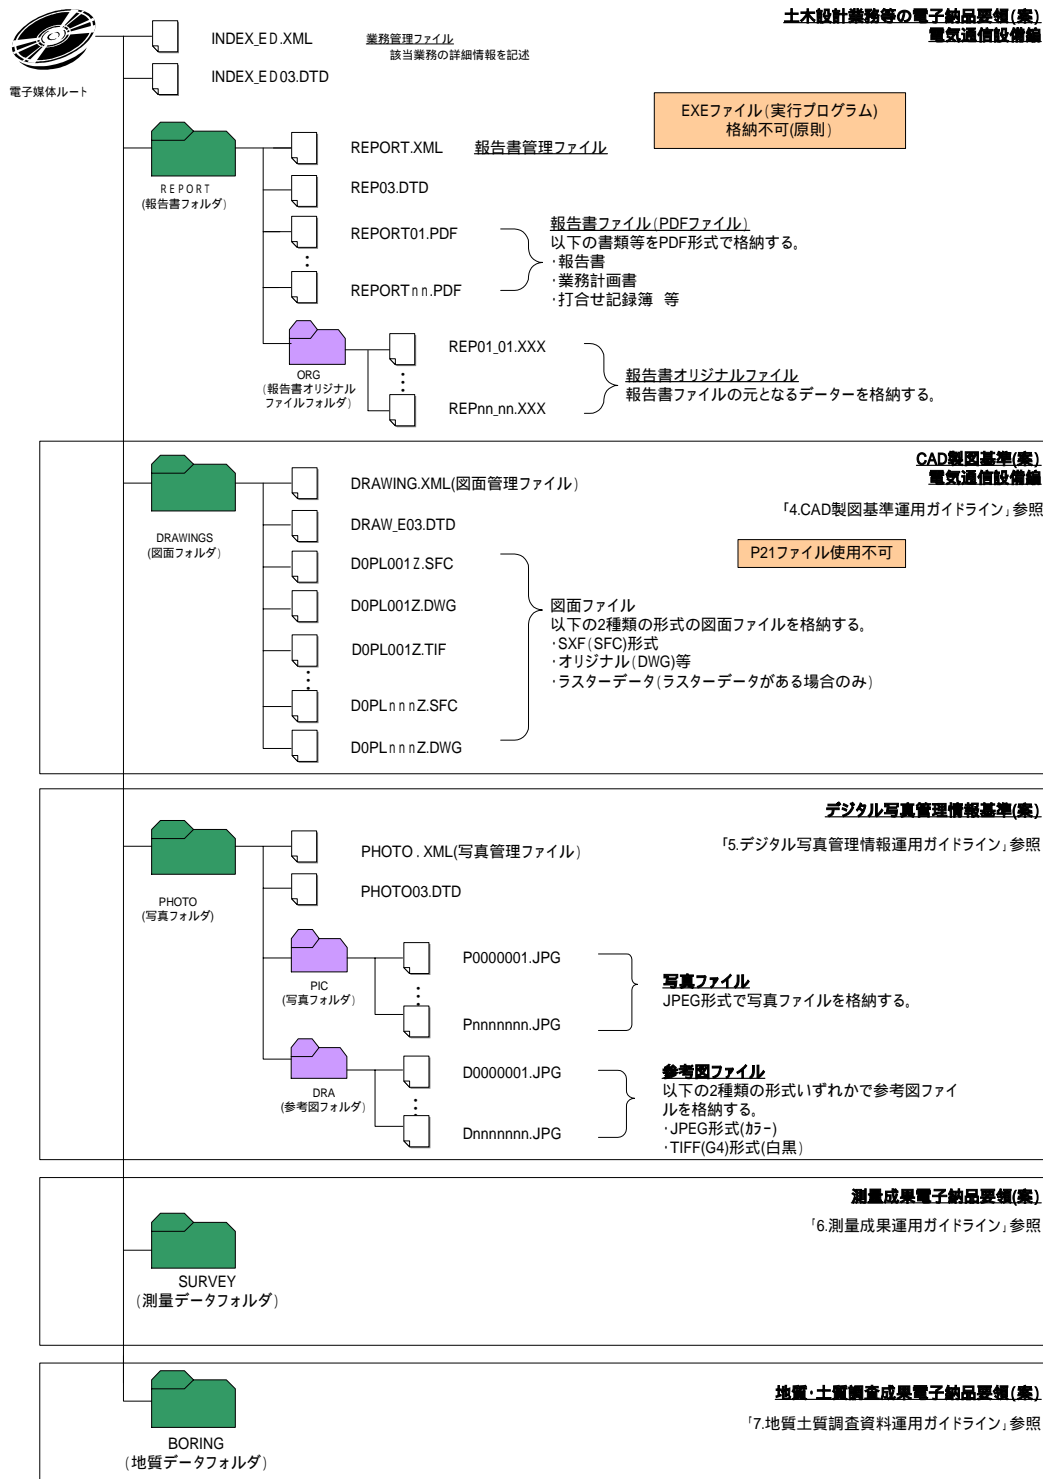 土木設計業務等の電子納品要領(案)
電気通信設備編
電子媒体ルート
INDEX_ED.XML 業務管理ファイル
該当業務の詳細情報を記述
INDEX_ED03.DTD
EXEファイル(実行プログラム)
格納不可(原則)
REPORT
(報告書フォルダ)
REPORT.XML 報告書管理ファイル
REP03.DTD
REPORT01.PDF
REPORTnn.PDF
報告書ファイル(PDFファイル)
以下の書類等をPDF形式で格納する。
・報告書
・業務計画書
・打合せ記録簿 等
ORG
(報告書オリジナル
ファイルフォルダ)
REP01_01.XXX
REPnn_nn.XXX
報告書オリジナルファイル
報告書ファイルの元となるデーターを格納する。
CAD製図基準(案)
電気通信設備編
「4.CAD製図基準運用ガイドライン」参照
P21ファイル使用不可
DRAWINGS
(図面フォルダ)
DRAWING.XML(図面管理ファイル)
DRAW_E03.DTD
D0PL001Z.SFC
D0PL001Z.DWG
D0PL001Z.TIF
D0PLnnnZ.SFC
D0PLnnnZ.DWG
図面ファイル
以下の2種類の形式の図面ファイルを格納する。
・SXF(SFC)形式
・オリジナル(DWG)等
・ラスターデータ(ラスターデータがある場合のみ)
デジタル写真管理情報基準(案)
「5.デジタル写真管理情報運用ガイドライン」参照
PHOTO
(写真フォルダ)
PHOTO.XML(写真管理ファイル)
PHOTO03.DTD
PIC
(写真フォルダ)
P0000001.JPG
Pnnnnnnn.JPG
写真ファイル
JPEG形式で写真ファイルを格納する。
DRA
(参考図フォルダ)
D0000001.JPG
Dnnnnnnn.JPG
参考図ファイル
以下の2種類の形式いずれかで参考図ファイ
ルを格納する。
・JPEG形式(カラー)
・TIFF(G4)形式(白黒)
測量成果電子納品要領(案)
「6.測量成果運用ガイドライン」参照
SURVEY
(測量データフォルダ)
地質・土質調査成果電子納品要領(案)
「7.地質土質調査資料運用ガイドライン」参照
BORING
(地質データフォルダ)